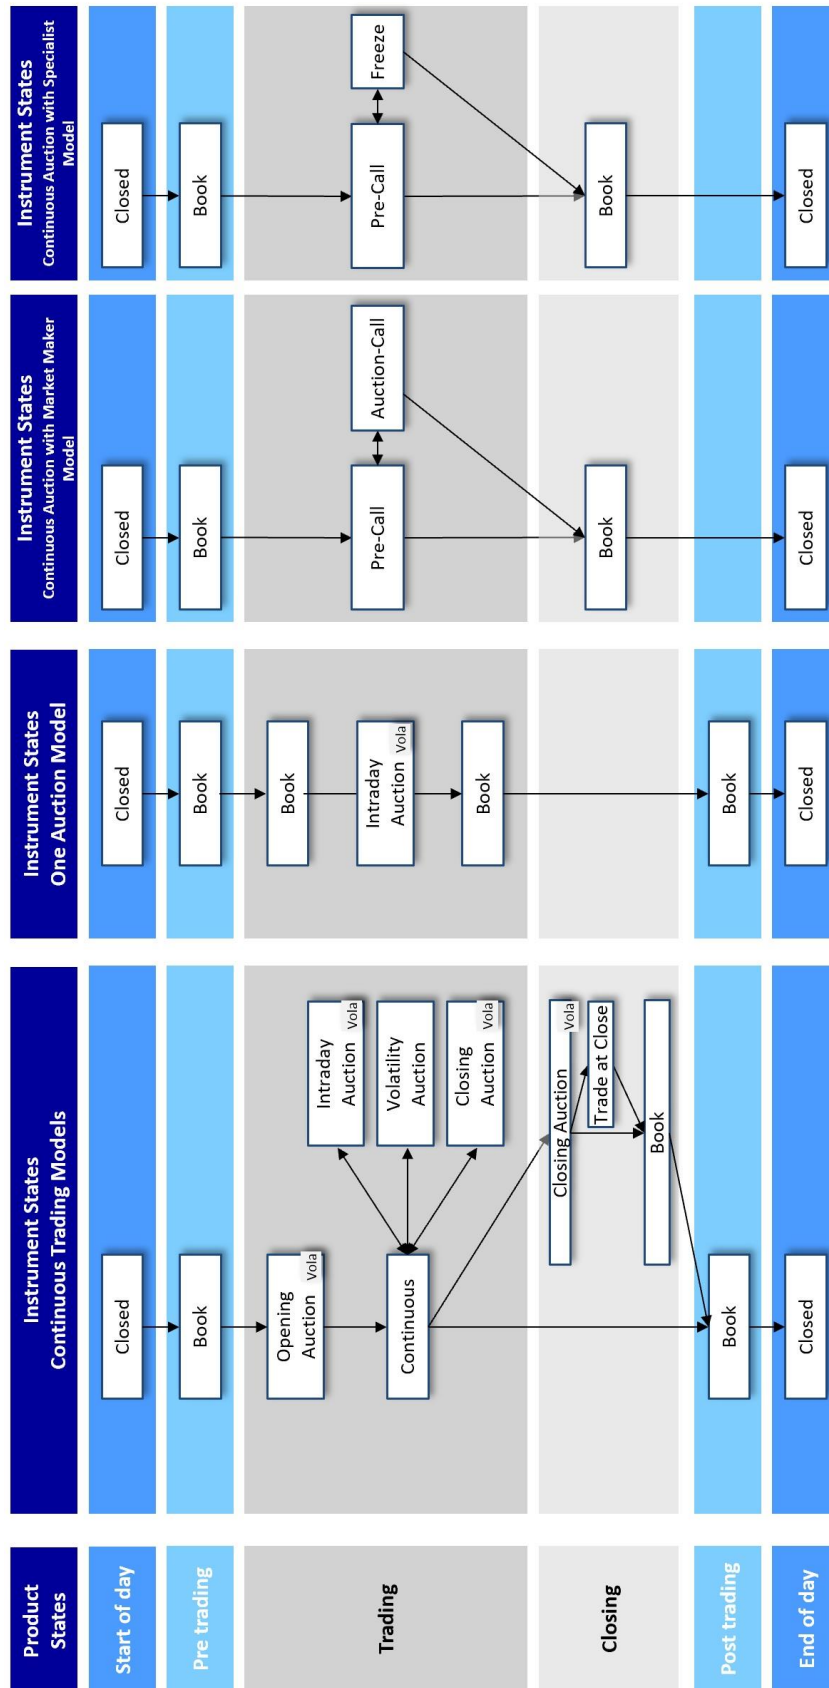 Product
States
Instrument States
Continuous Trading Models
Instrument States
One Auction Model
Instrument States
Continuous Auction with Market Maker
Model
Instrument States
Continuous Auction with Specialist
Model
Start of day
Closed
Closed
Closed
Closed
Pre trading
Book
Book
Book
Book
Trading
Opening
Auction
Vola
Continuous
Intraday
Auction
Vola
Volatility
Auction
Closing
Auction
Vola
Book
Intraday
Auction
Vola
Book
Pre-Call
Auction-Call
Pre-Call
Freeze
Closing
Closing Auction
Vola
Trade at Close
Book
Book
Book
Post trading
Book
Book
End of day
Closed
Closed
Closed
Closed